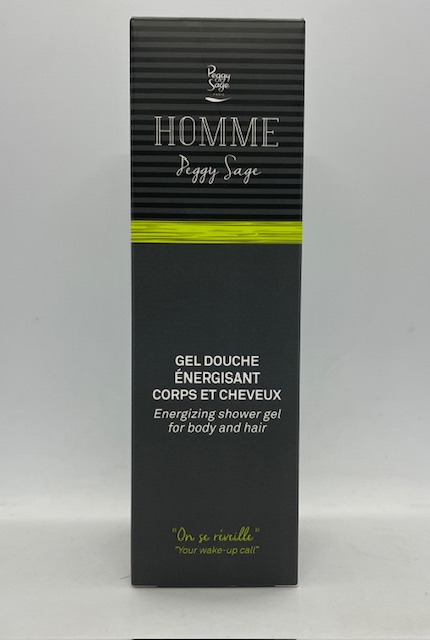 Peggy
Sage
PARIS
HOMME
Peggy Sage
GEL DOUCHE
ÉNERGISANT
CORPS ET CHEVEUX
Energizing shower gel
for body and hair
"On se réveille"
"Your wake-up call"